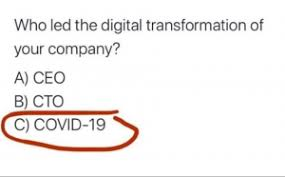 Who led the digital transformation of
your company?
A) CEO
B) CTO
C) COVID-19